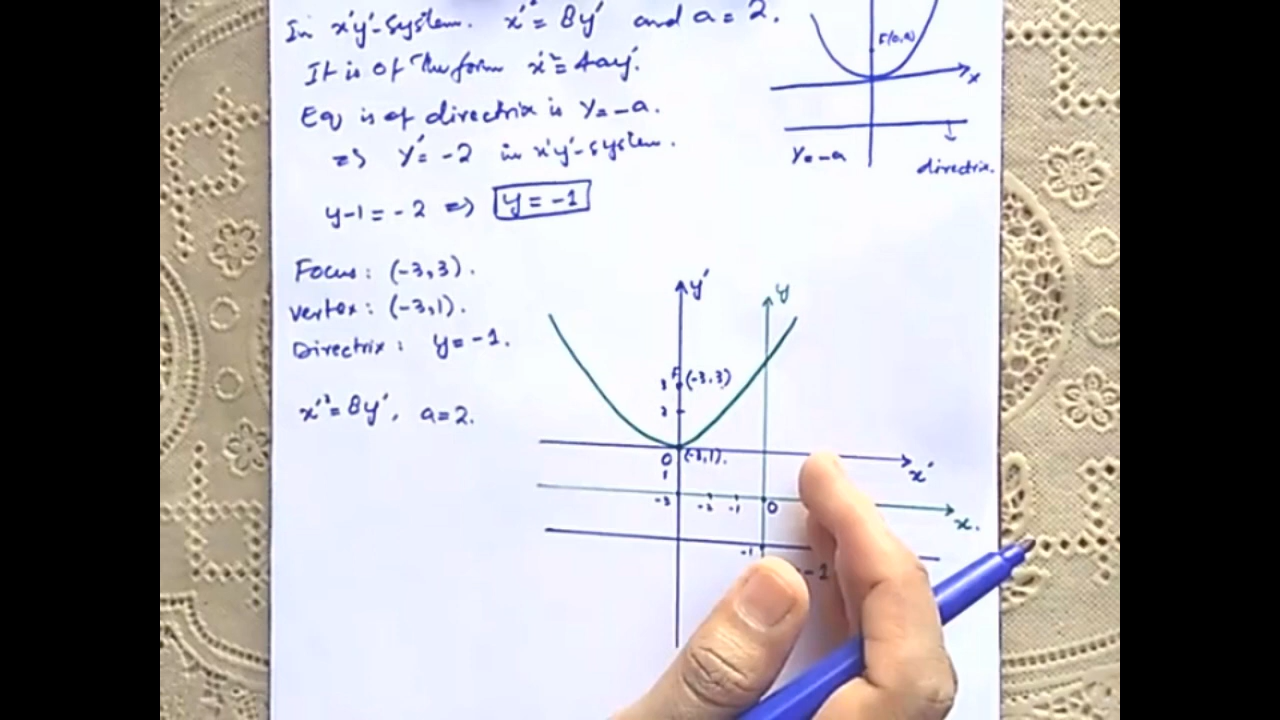 In x'y'-system. x'² = 8y' and a = 2.
It is of the form x'² = 4ay'.
Eq is of directrix is y = -a.
=> y' = -2 in x'y'-system.
y-1 = -2 => y = -1
F(0,a)
x
y = -a
directrix.
Focus: (-3,3).
Vertex: (-3,1).
Directrix: y = -1.
x'² = 8y', a = 2.
y'
y
3 F (-3,3)
2
0 (-3,1).
x'
1
-3 -2 -1 0
x.
-1